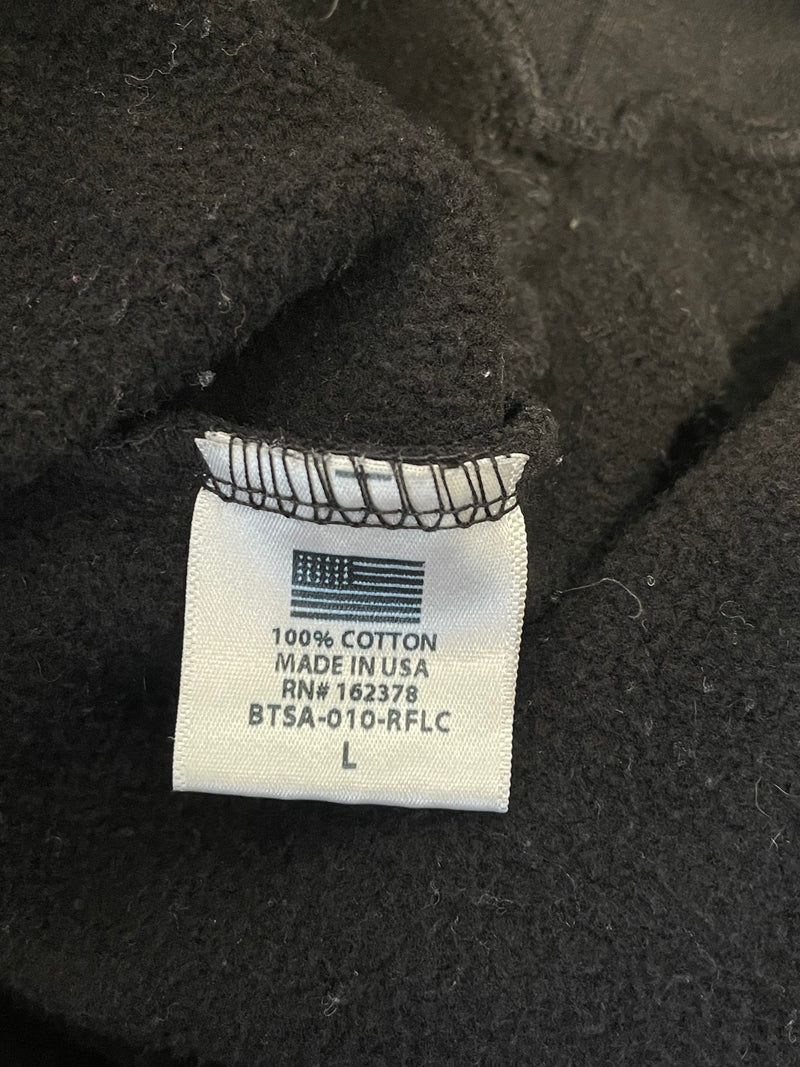 100% COTTON
MADE IN USA
RN# 162378
BTSA-010-RFLC
L